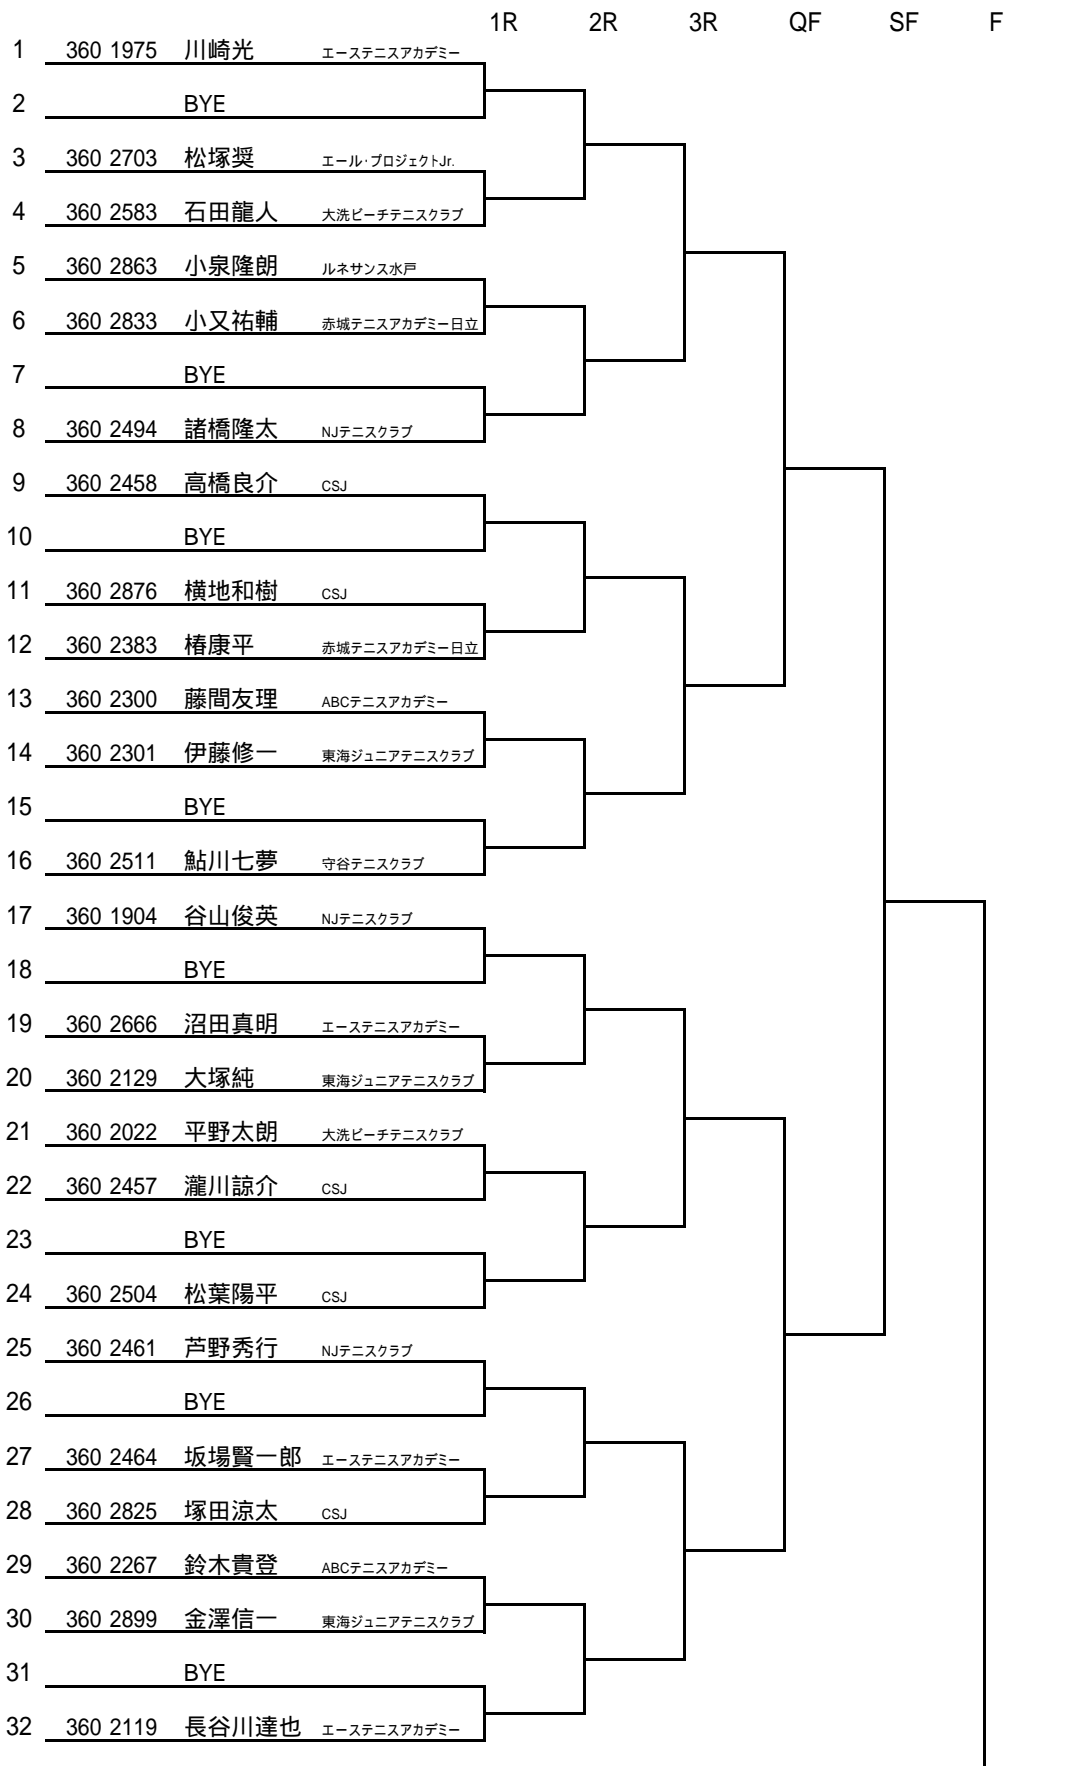 1R 2R 3R QF SF F
1 360 1975 川崎光 エーステニスアカデミー
2 BYE
3 360 2703 松塚奨 エール・プロジェクトJr.
4 360 2583 石田龍人 大洗ビーチテニスクラブ
5 360 2863 小泉隆朗 ルネサンス水戸
6 360 2833 小又祐輔 赤城テニスアカデミー日立
7 BYE
8 360 2494 諸橋隆太 NJテニスクラブ
9 360 2458 高橋良介 CSJ
10 BYE
11 360 2876 横地和樹 CSJ
12 360 2383 椿康平 赤城テニスアカデミー日立
13 360 2300 藤間友理 ABCテニスアカデミー
14 360 2301 伊藤修一 東海ジュニアテニスクラブ
15 BYE
16 360 2511 鮎川七夢 守谷テニスクラブ
17 360 1904 谷山俊英 NJテニスクラブ
18 BYE
19 360 2666 沼田真明 エーステニスアカデミー
20 360 2129 大塚純 東海ジュニアテニスクラブ
21 360 2022 平野太朗 大洗ビーチテニスクラブ
22 360 2457 瀧川諒介 CSJ
23 BYE
24 360 2504 松葉陽平 CSJ
25 360 2461 芦野秀行 NJテニスクラブ
26 BYE
27 360 2464 坂場賢一郎 エーステニスアカデミー
28 360 2825 塚田涼太 CSJ
29 360 2267 鈴木貴登 ABCテニスアカデミー
30 360 2899 金澤信一 東海ジュニアテニスクラブ
31 BYE
32 360 2119 長谷川達也 エーステニスアカデミー